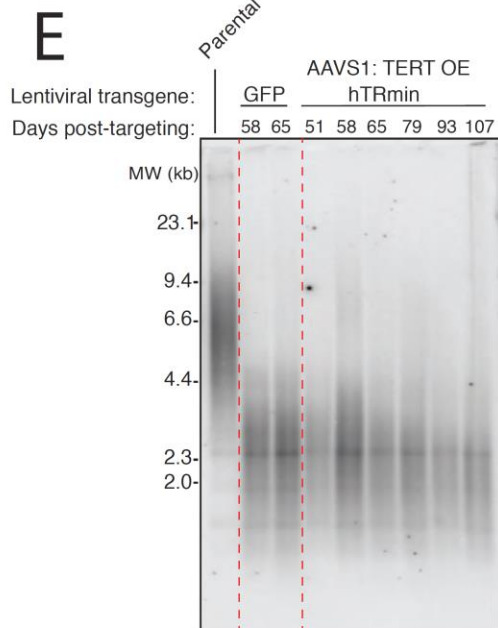 E
Parental
AAVS1: TERT OE
Lentiviral transgene: GFP hTRmin
Days post-targeting: 58 65 51 58 65 79 93 107
MW (kb)
23.1-
9.4-
6.6-
4.4-
2.3-
2.0-